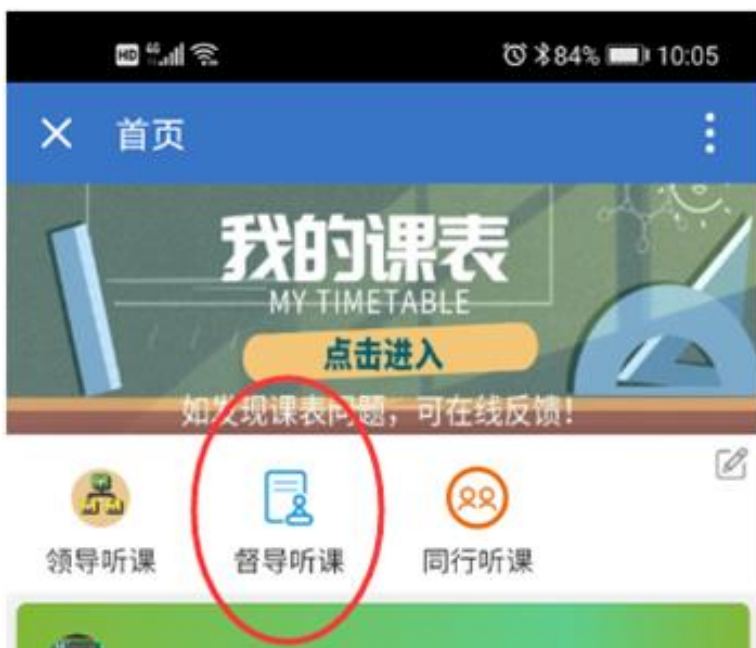 HD 4G 84% 10:05
首页
我的课表
MY TIMETABLE
点击进入
如发现课表问题，可在线反馈！
领导听课 督导听课 同行听课